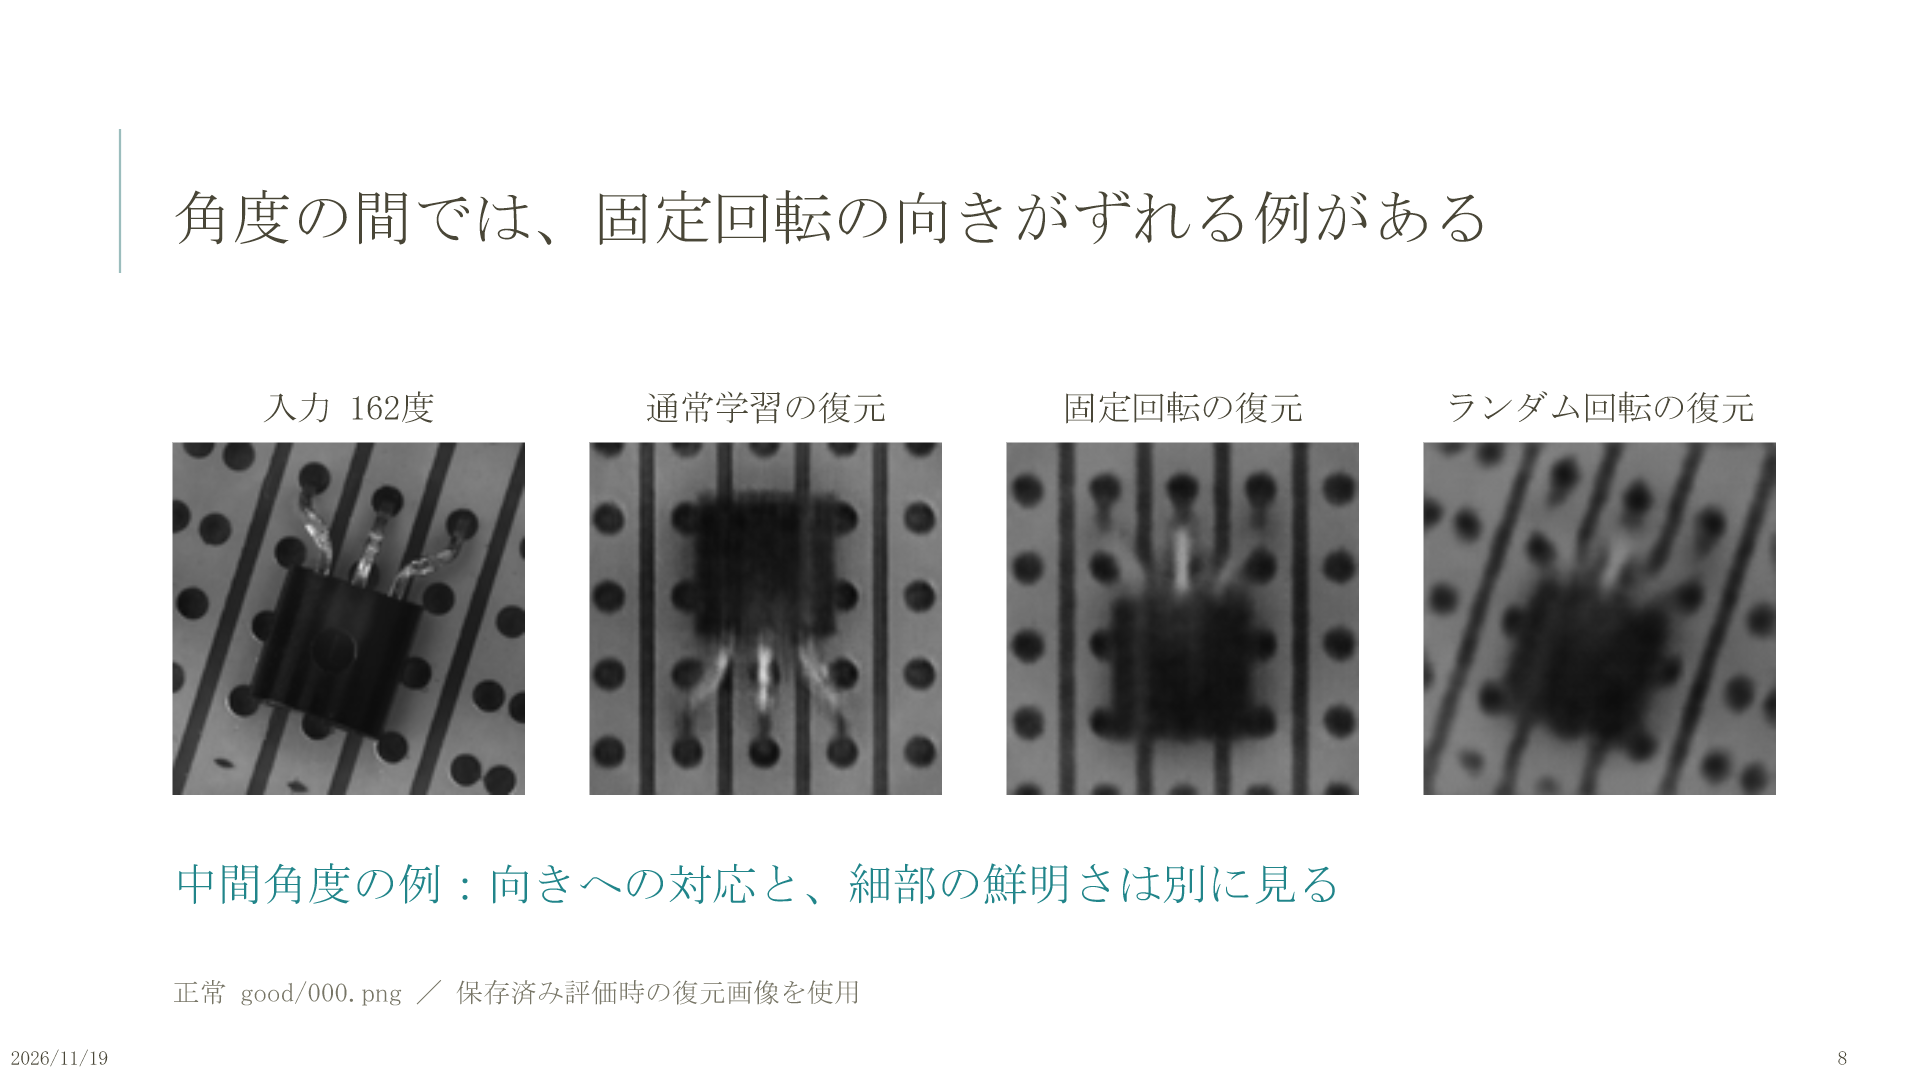 角度の間では、固定回転の向きがずれる例がある
入力 162度
通常学習の復元
固定回転の復元
ランダム回転の復元
中間角度の例：向きへの対応と、細部の鮮明さは別に見る
正常 good/000.png ／ 保存済み評価時の復元画像を使用
2026/11/19
8